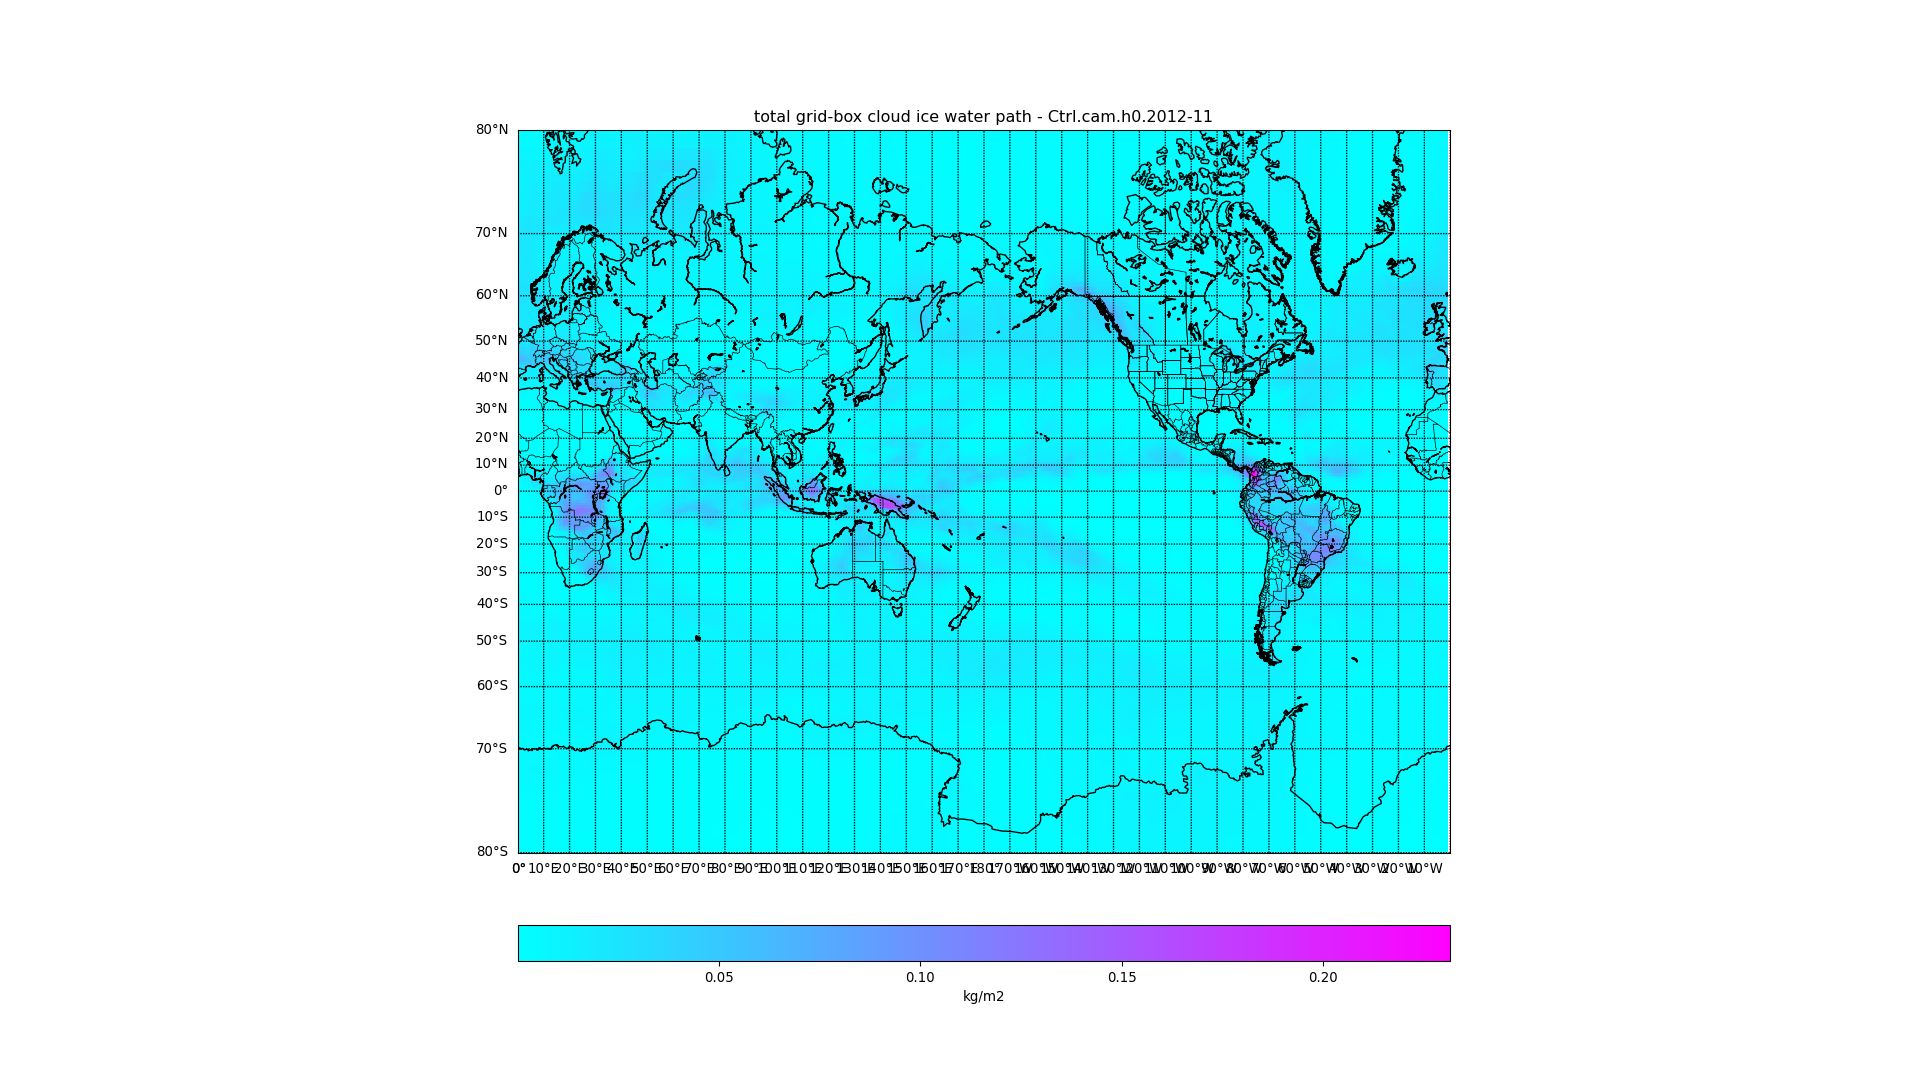 total grid-box cloud ice water path - Ctrl.cam.h0.2012-11
80°N
70°N
60°N
50°N
40°N
30°N
20°N
10°N
0°
10°S
20°S
30°S
40°S
50°S
60°S
70°S
80°S
0° 10°E 20°E 30°E 40°E 50°E 60°E 70°E 80°E 90°E 100°E 110°E 120°E 130°E 140°E 150°E 160°E 170°E 180° 170°W 160°W 150°W 140°W 130°W 120°W 110°W 100°W 90°W 80°W 70°W 60°W 50°W 40°W 30°W 20°W 10°W
0.05 0.10 0.15 0.20
kg/m2